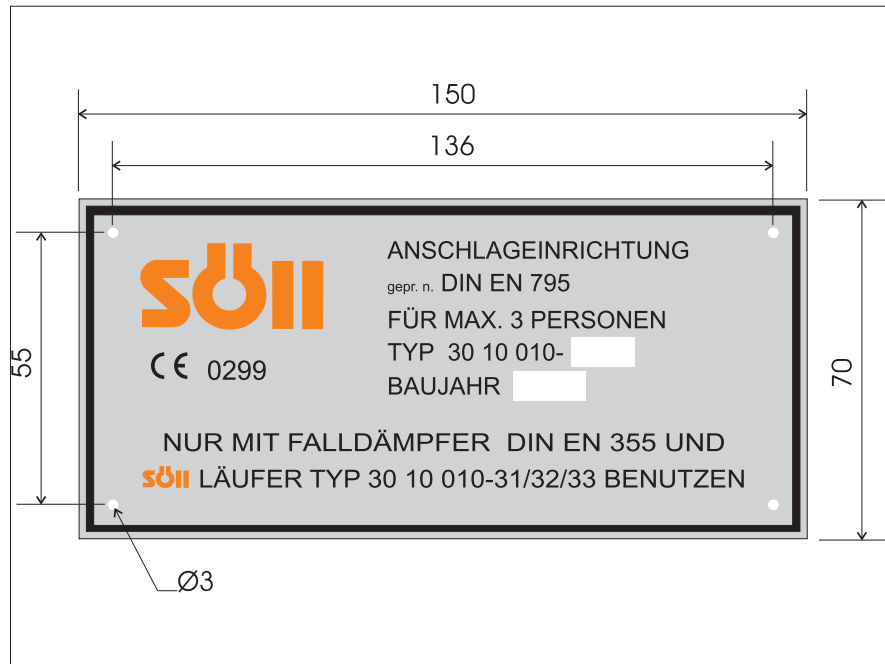 150
136
söll
ANSCHLAGEINRICHTUNG
gepr. n. DIN EN 795
FÜR MAX. 3 PERSONEN
TYP 30 10 010-
BAUJAHR
CE 0299
55
70
NUR MIT FALLDÄMPFER DIN EN 355 UND
söll LÄUFER TYP 30 10 010-31/32/33 BENUTZEN
Ø3